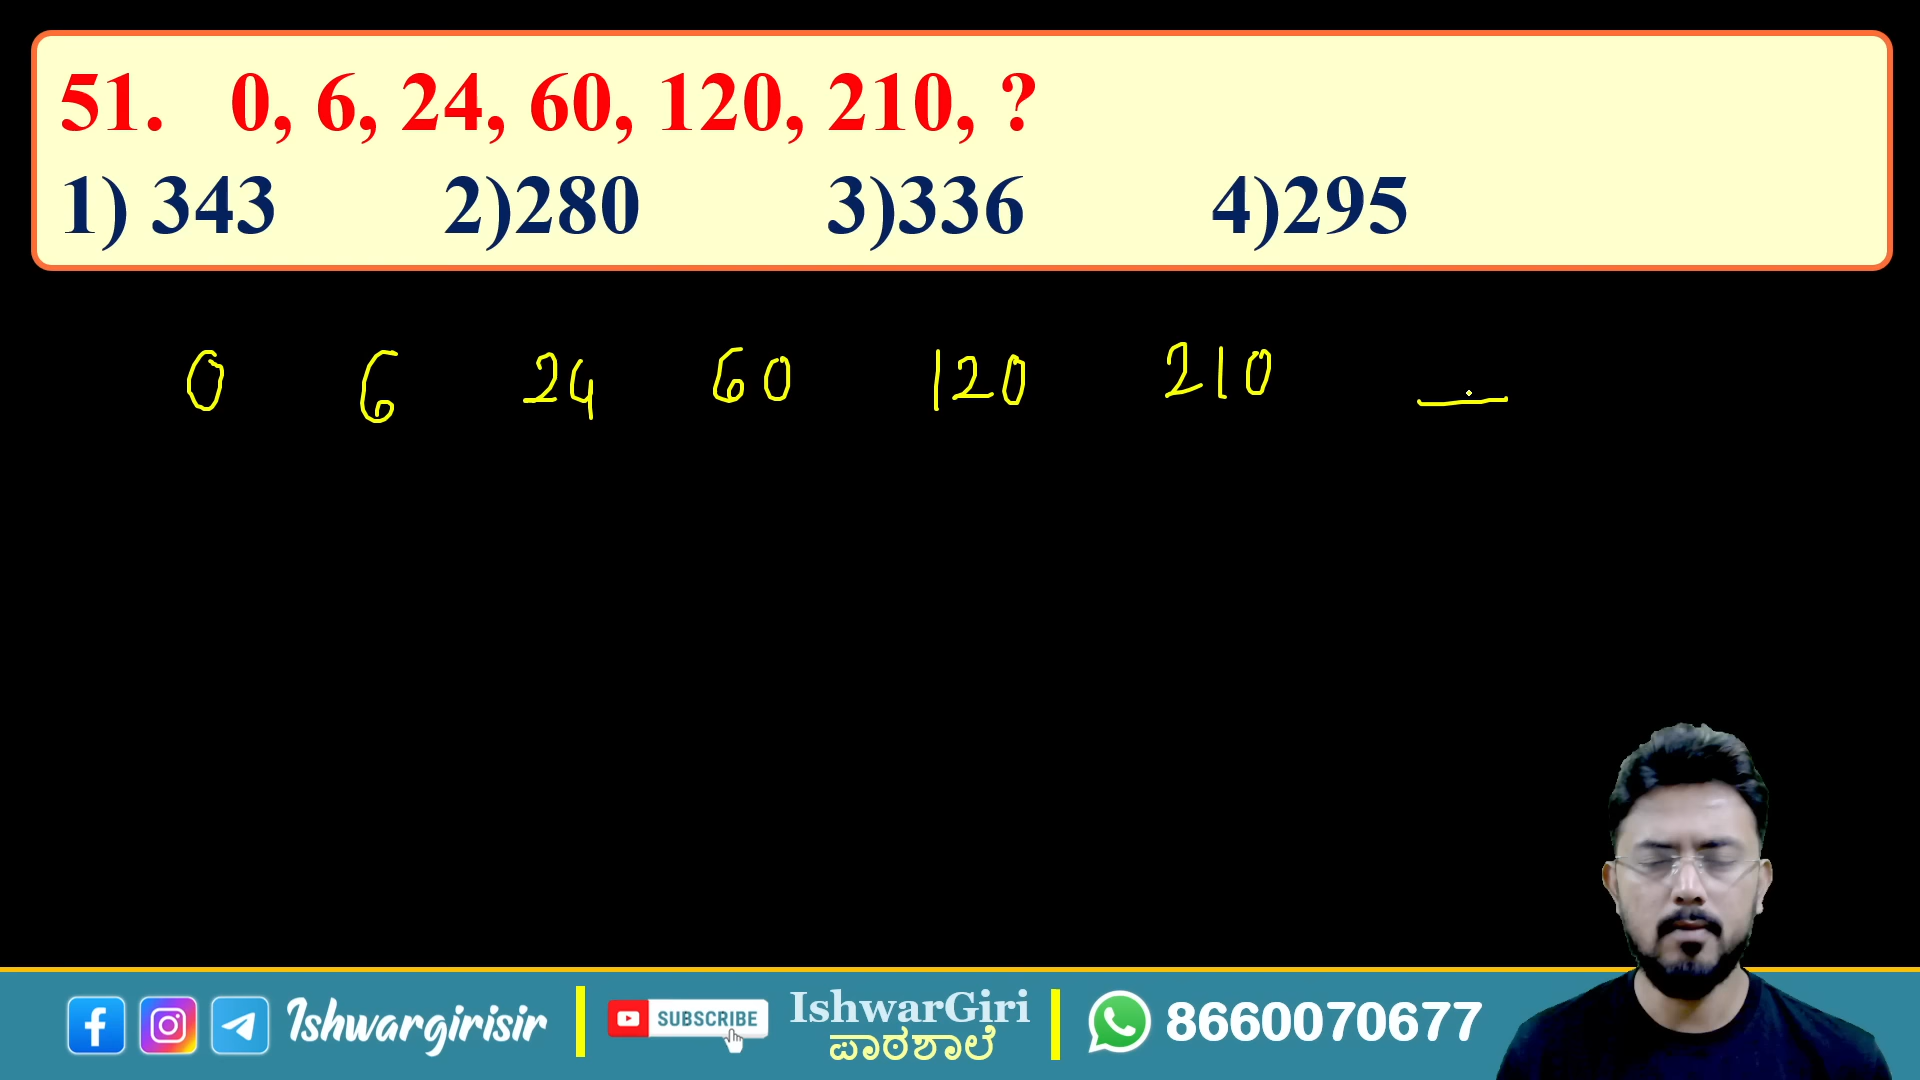 51. 0, 6, 24, 60, 120, 210, ?
1) 343 2)280 3)336 4)295
0 6 24 60 120 210 __
Ishwargirisir
SUBSCRIBE
IshwarGiri
ಪಾಠಶಾಲೆ
8660070677